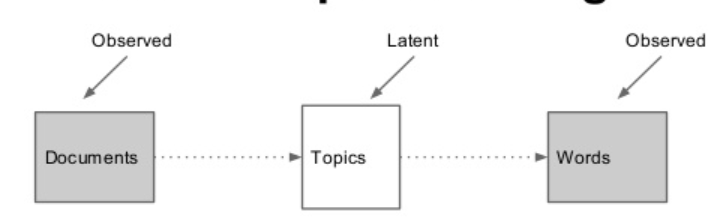 Observed
Latent
Observed
Documents
Topics
Words